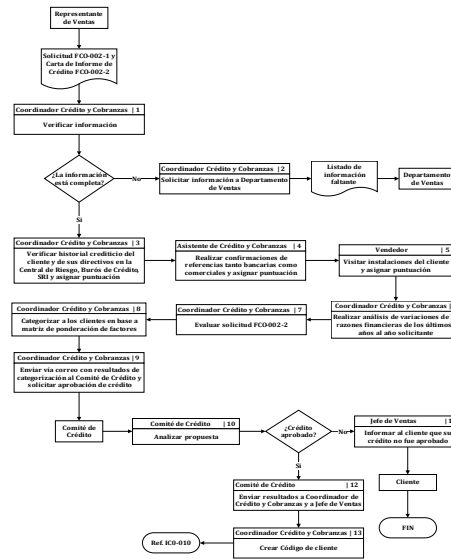 Representante
de Ventas
Solicitud FCO-002-1 y
Carta de Informe de
Crédito FCO-002-2
Coordinador Crédito y Cobranzas | 1
Verificar información
¿La información
está completa?
No
Coordinador Crédito y Cobranzas | 2
Solicitar información a Departamento
de Ventas
Listado de
información
faltante
Departamento
de Ventas
Si
Coordinador Crédito y Cobranzas | 3
Verificar historial crediticio del
cliente y de sus directivos en la
Central de Riesgo, Burós de Crédito,
SRI y asignar puntuación
Asistente de Crédito y Cobranzas | 4
Realizar confirmaciones de
referencias tanto bancarias como
comerciales y asignar puntuación
Vendedor | 5
Visitar instalaciones del cliente y
asignar puntuación
Coordinador Crédito y Cobranzas |
Realizar análisis de variaciones de
razones financieras de los últimos
años al año solicitante
Coordinador Crédito y Cobranzas | 7
Evaluar solicitud FCO-002-2
Coordinador Crédito y Cobranzas | 8
Categorizar a los clientes en base a
matriz de ponderación de factores
Coordinador Crédito y Cobranzas | 9
Enviar vía correo con resultados de
categorización al Comité de Crédito y
solicitar aprobación de crédito
Comité de
Crédito
Comité de Crédito | 10
Analizar propuesta
¿Crédito
aprobado?
No
Jefe de Ventas | 1
Informar al cliente que su
crédito no fue aprobado
Cliente
FIN
Si
Comité de Crédito | 12
Enviar resultados a Coordinador de
Crédito y Cobranzas y a Jefe de Ventas
Coordinador Crédito y Cobranzas | 13
Crear Código de cliente
Ref. ICO-010